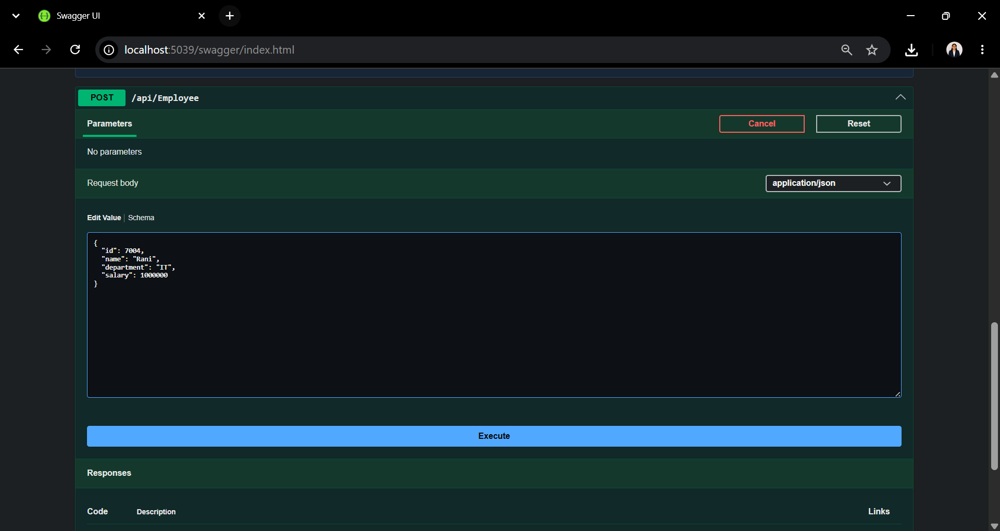 Swagger UI
localhost:5039/swagger/index.html
POST /api/Employee
Parameters
Cancel
Reset
No parameters
Request body
application/json
Edit Value | Schema
{
  "id": 7004,
  "name": "Rani",
  "department": "IT",
  "salary": 1000000
}
Execute
Responses
Code Description Links